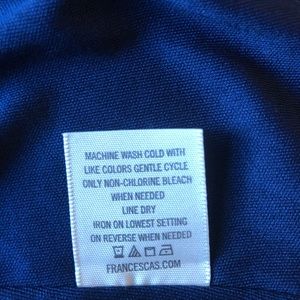 MACHINE WASH COLD WITH
LIKE COLORS GENTLE CYCLE
ONLY NON-CHLORINE BLEACH
WHEN NEEDED
LINE DRY
IRON ON LOWEST SETTING
ON REVERSE WHEN NEEDED
FRANCESCAS.COM